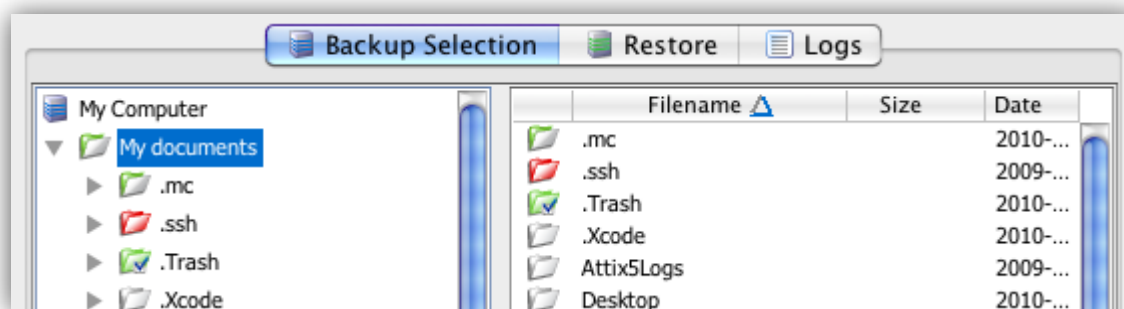 Backup Selection Restore Logs
My Computer
My documents
.mc
.ssh
.Trash
.Xcode
Filename Size Date
.mc 2010-...
.ssh 2009-...
.Trash 2010-...
.Xcode 2010-...
Attix5Logs 2009-...
Desktop 2010-...